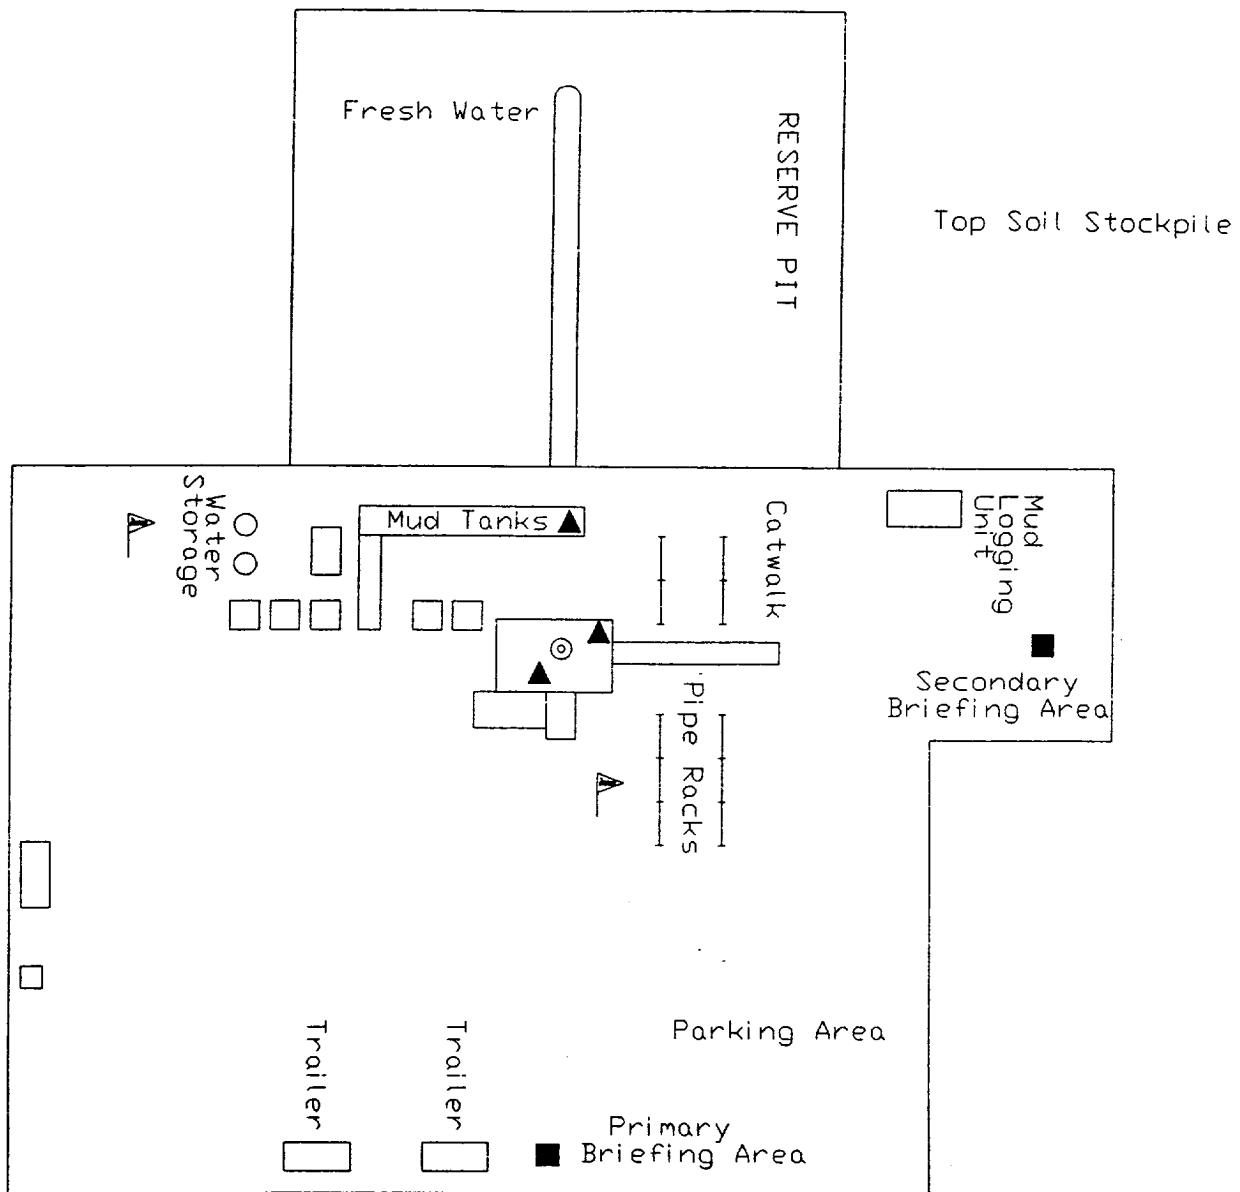 Fresh Water
RESERVE PIT
Top Soil Stockpile
Water
Storage
Mud Tanks
Catwalk
Mud
Logging
Unit
Secondary
Briefing Area
Pipe Racks
Parking Area
Trailer
Trailer
Primary
Briefing Area